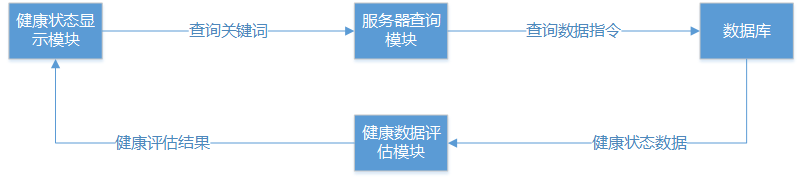 健康状态显
示模块
查询关键词
服务器查询
模块
查询数据指令
数据库
健康评估结果
健康数据评
估模块
健康状态数据